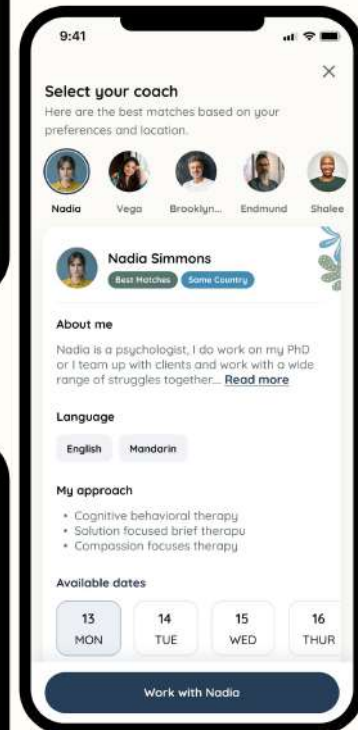 9:41
Select your coach
Here are the best matches based on your
preferences and location.
Nadia
Vega
Brooklyn...
Endmund
Shalee
Nadia Simmons
Best Matches
Same Country
About me
Nadia is a psychologist, I do work on my PhD
or I team up with clients and work with a wide
range of struggles together... Read more
Language
English
Mandarin
My approach
• Cognitive behavioral therapy
• Solution focused brief therapu
• Compassion focuses therapy
Available dates
13
MON
14
TUE
15
WED
16
THUR
Work with Nadia